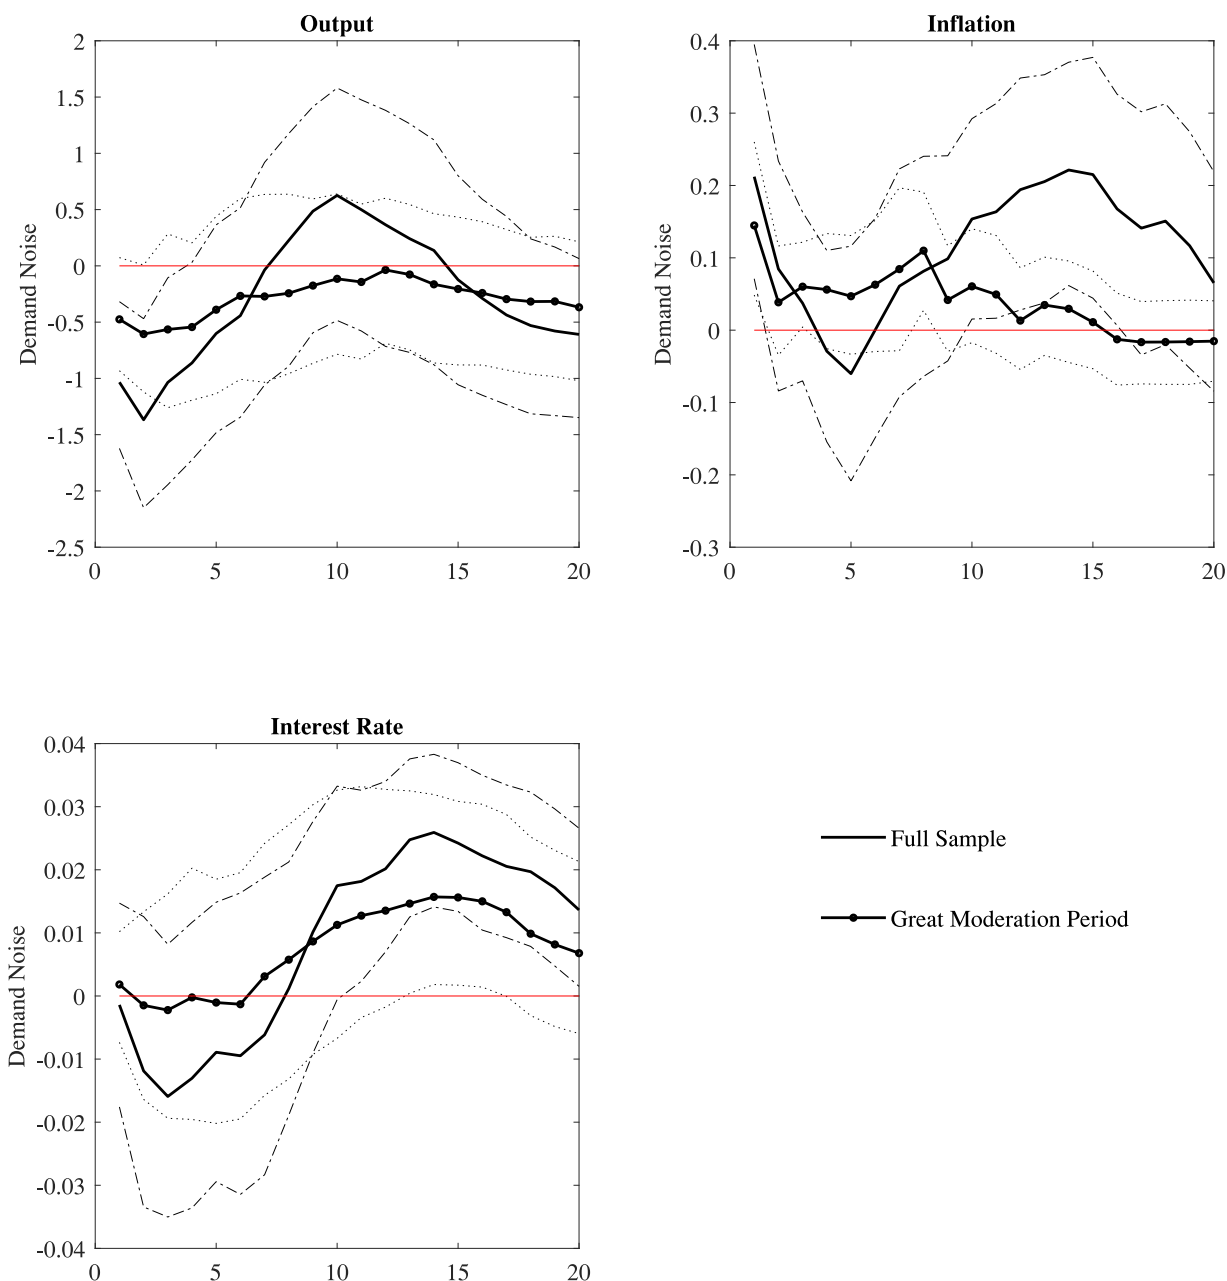 Output
2
1.5
1
0.5
0
-0.5
-1
-1.5
-2
-2.5
Demand Noise
0 5 10 15 20
Inflation
0.4
0.3
0.2
0.1
0
-0.1
-0.2
-0.3
Demand Noise
0 5 10 15 20
Interest Rate
0.04
0.03
0.02
0.01
0
-0.01
-0.02
-0.03
-0.04
Demand Noise
0 5 10 15 20
Full Sample
Great Moderation Period